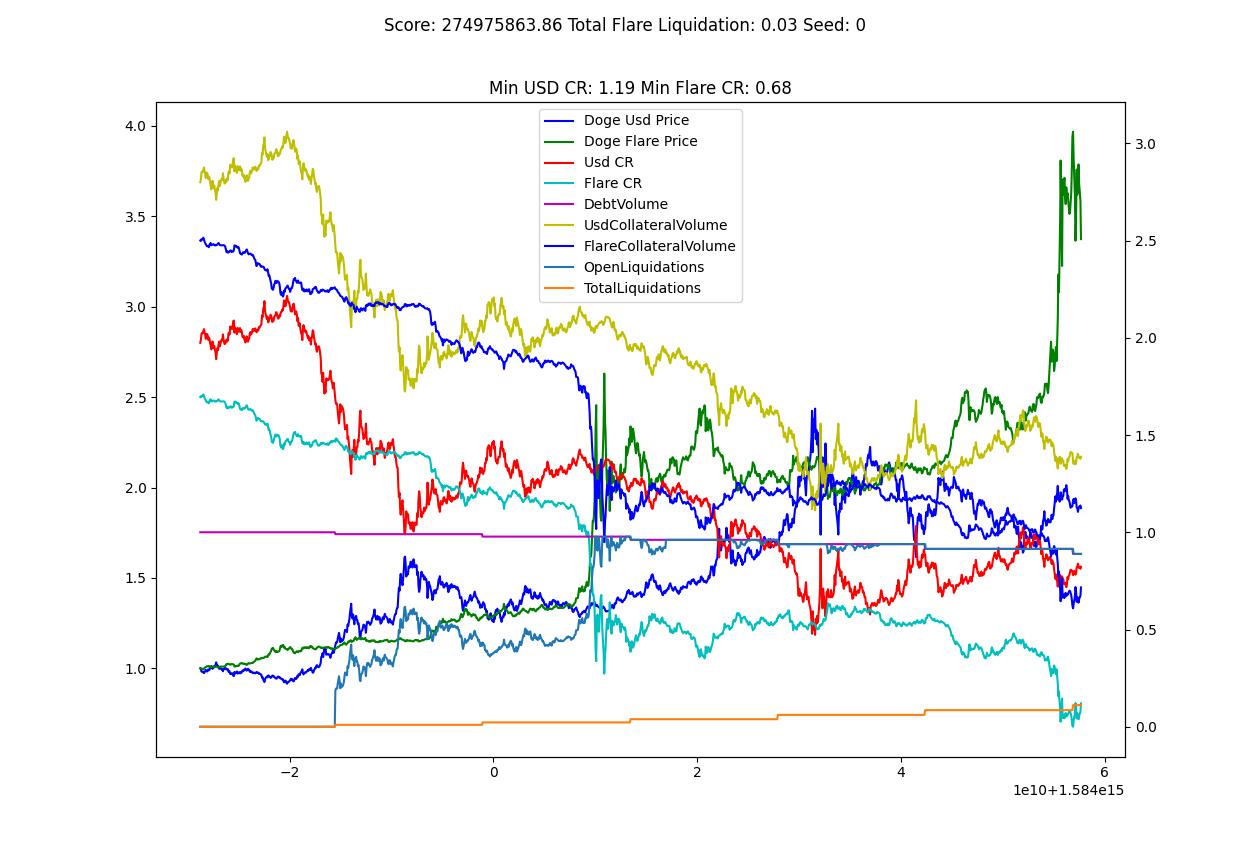 Score: 274975863.86 Total Flare Liquidation: 0.03 Seed: 0
Min USD CR: 1.19 Min Flare CR: 0.68
Doge Usd Price
Doge Flare Price
Usd CR
Flare CR
DebtVolume
UsdCollateralVolume
FlareCollateralVolume
OpenLiquidations
TotalLiquidations
4.0
3.5
3.0
2.5
2.0
1.5
1.0
3.0
2.5
2.0
1.5
1.0
0.5
0.0
−2 0 2 4 6
1e10+1.584e15